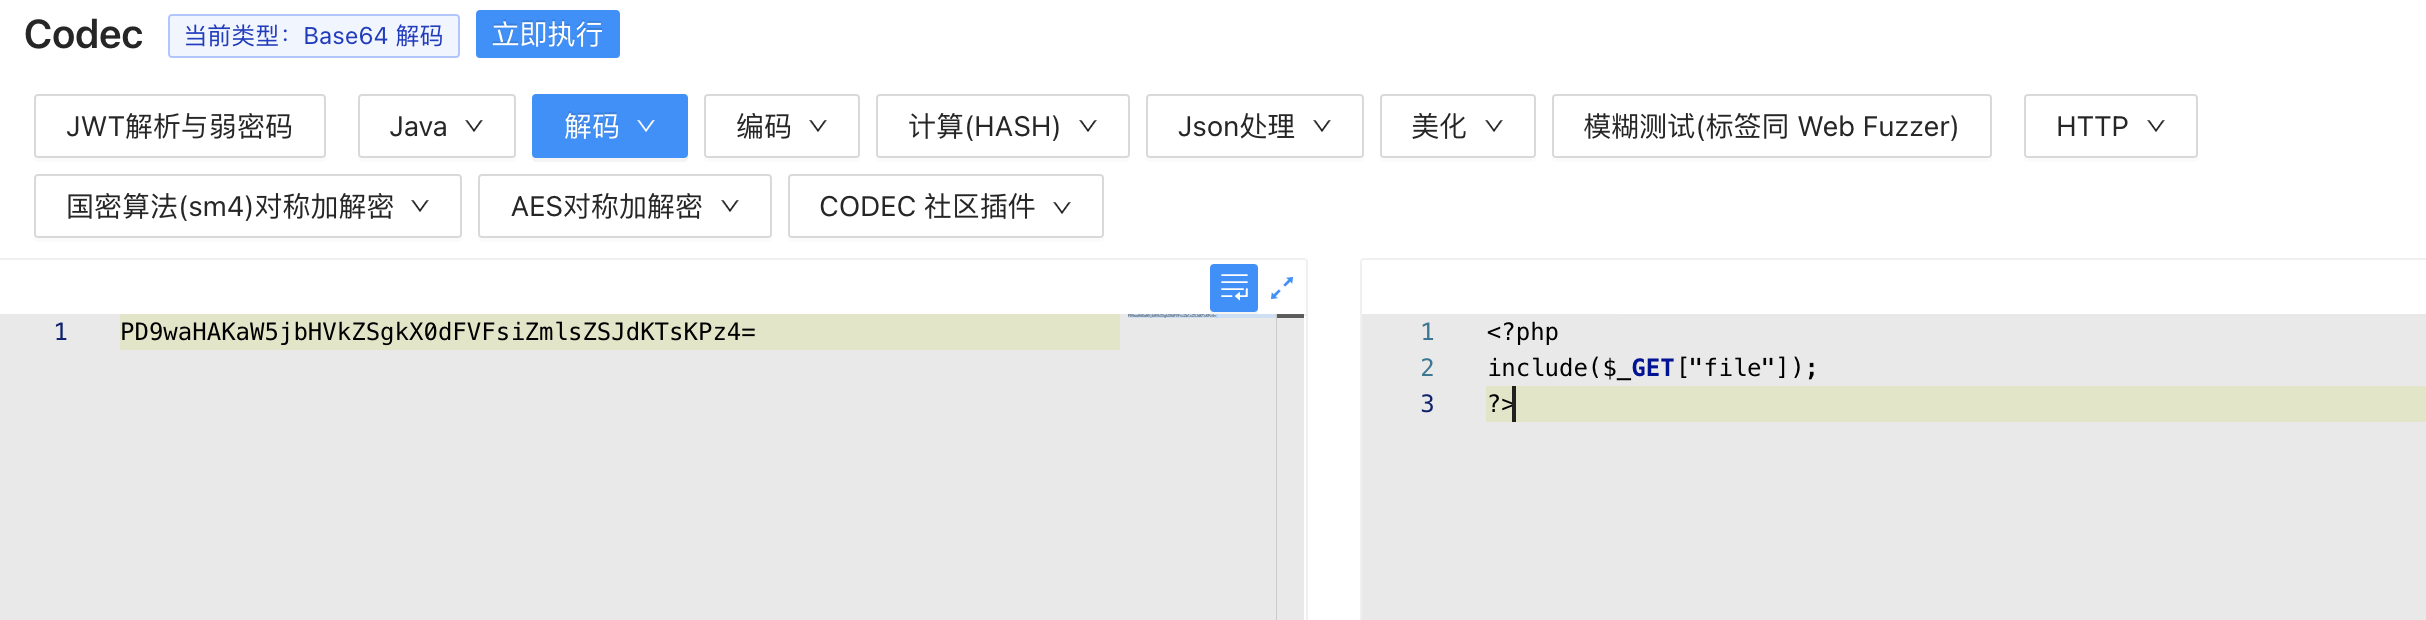 Codec 当前类型：Base64 解码 立即执行
JWT解析与弱密码 Java 解码 编码 计算(HASH) Json处理 美化 模糊测试(标签同 Web Fuzzer) HTTP
国密算法(sm4)对称加解密 AES对称加解密 CODEC 社区插件
1 PD9waHAKaW5jbHVkZSgkX0dFVFsiZmlsZSJdKTsKPz4=
1 <?php
2 include($_GET["file"]);
3 ?>